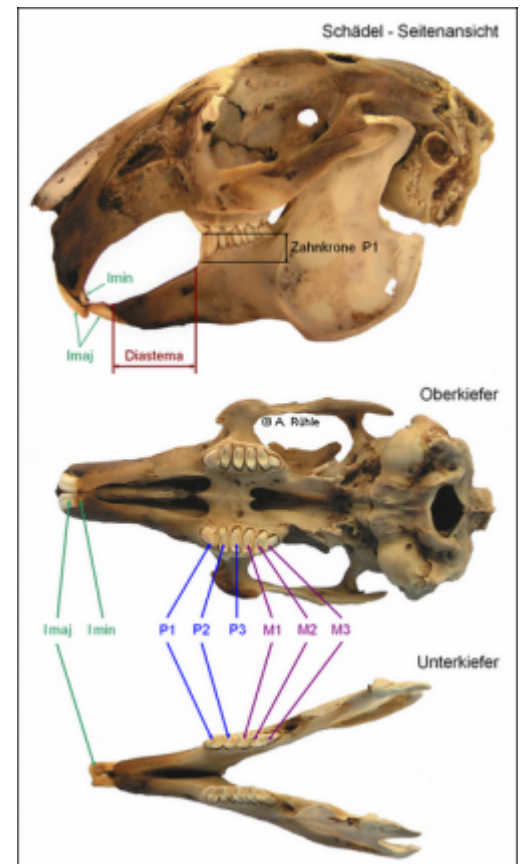 Schädel - Seitenansicht
Zahnkrone P1
Imin
Imaj
Diastema
Oberkiefer
© A. Rühle
Imaj Imin P1 P2 P3 M1 M2 M3
Unterkiefer